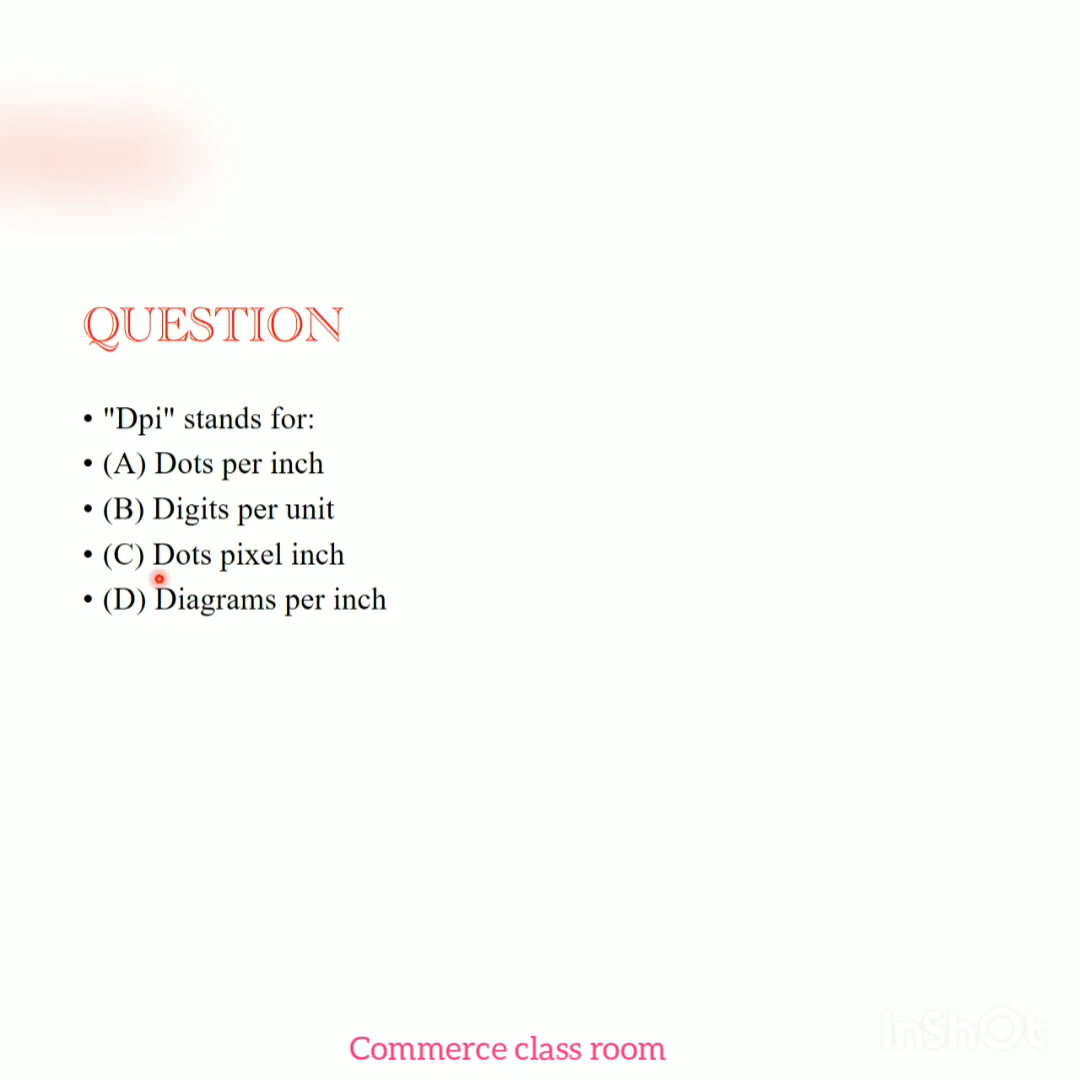 QUESTION
• "Dpi" stands for:
• (A) Dots per inch
• (B) Digits per unit
• (C) Dots pixel inch
• (D) Diagrams per inch
Commerce class room
InShOt